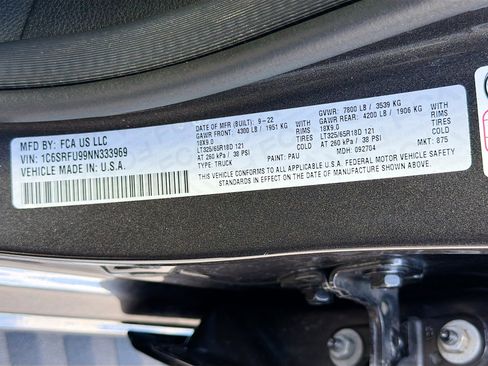 MFD BY: FCA US LLC
VIN: 1C6SRFU99NN333969
VEHICLE MADE IN: U.S.A.
DATE OF MFR (BUILT): 9-22 GVWR: 7800 LB / 3539 KG
GAWR FRONT: 4300 LB / 1951 KG WITH GAWR REAR: 4200 LB / 1906 KG WITH
18X9.0 RIMS 18X9.0 RIMS
LT325/65R18D 121 TIRES LT325/65R18D 121 TIRES
AT 260 kPa / 38 PSI AT 260 kPa / 38 PSI
THIS VEHICLE CONFORMS TO ALL APPLICABLE U.S.A. FEDERAL MOTOR VEHICLE SAFETY
STANDARDS IN EFFECT ON THE DATE OF MANUFACTURE SHOWN ABOVE.
TYPE: TRUCK PAINT: PAU MDH: 092704 MKT: 875